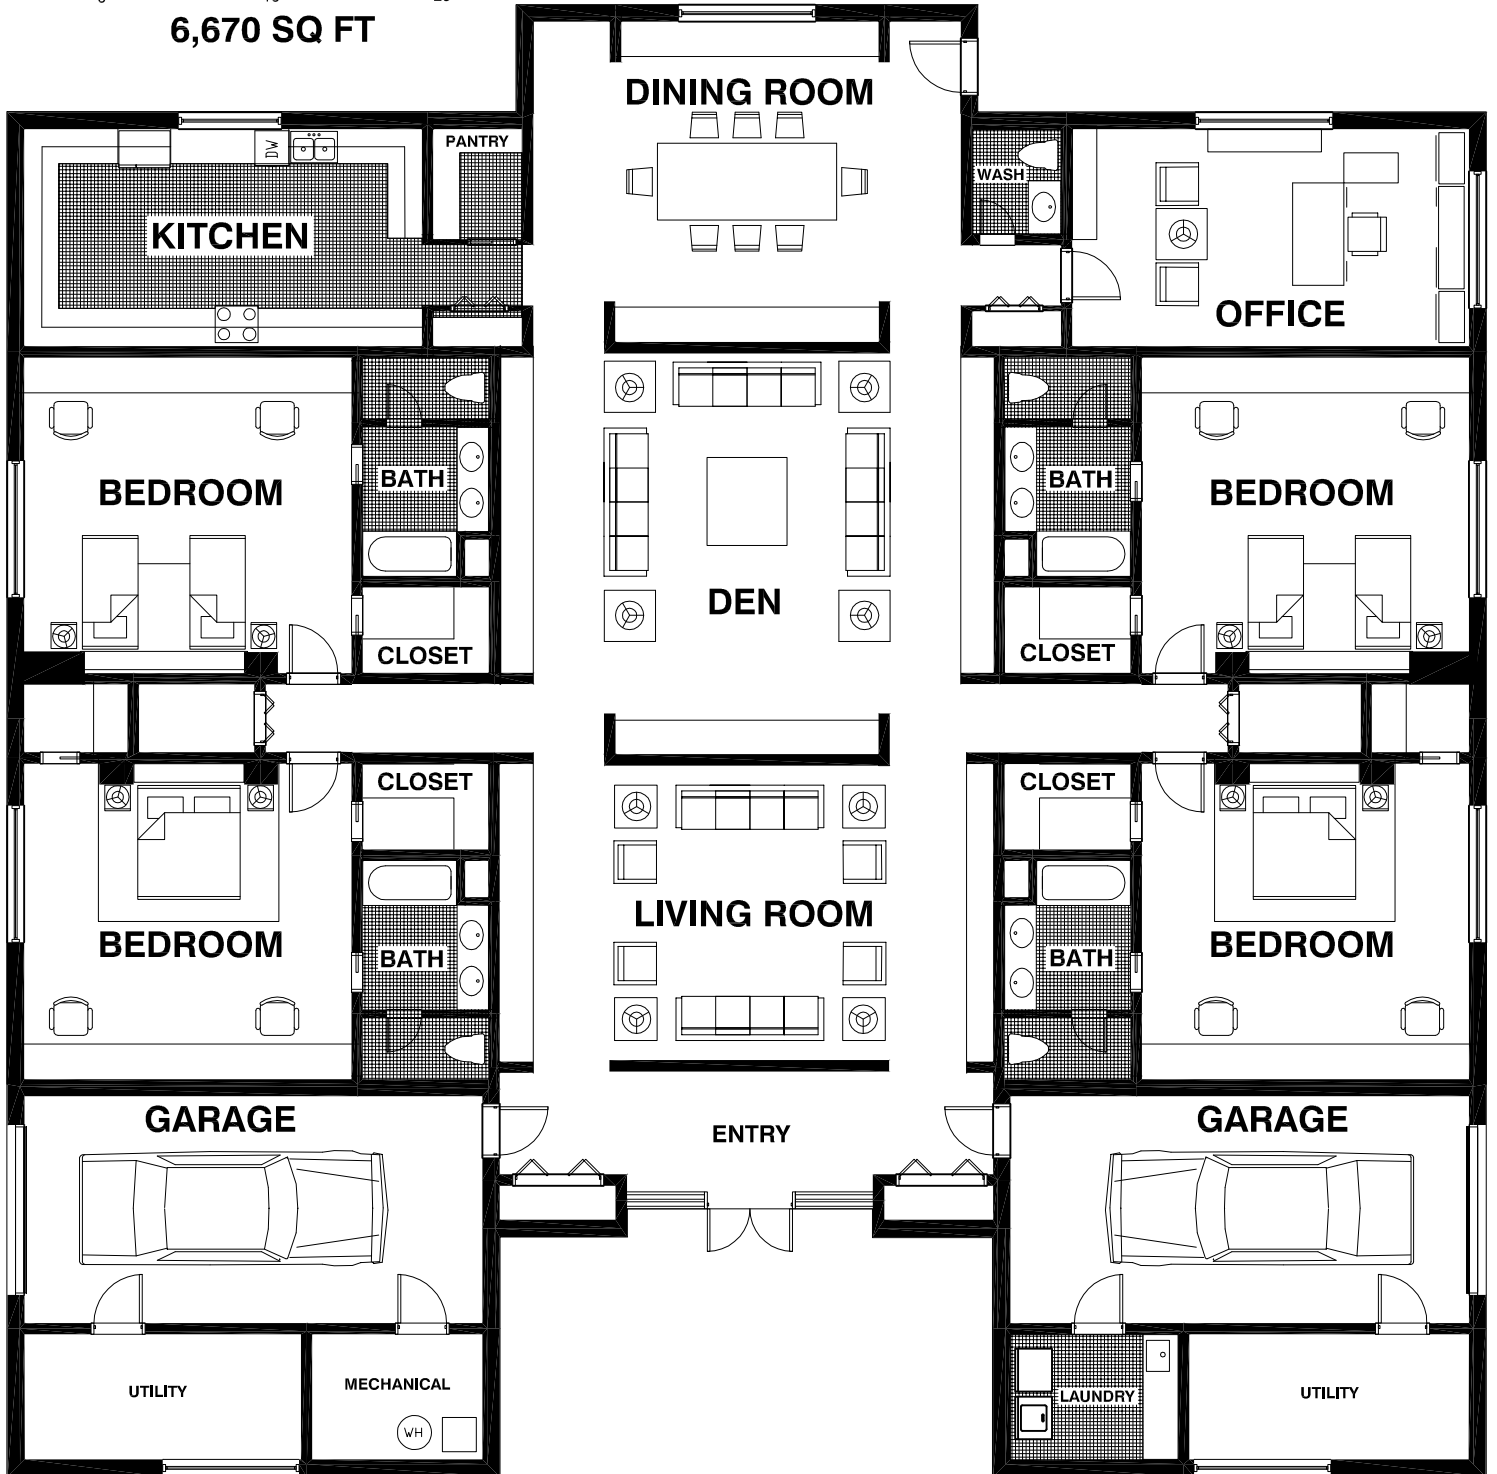 6,670 SQ FT
DINING ROOM
PANTRY
DW
WASH
KITCHEN
OFFICE
BEDROOM
BATH
BATH
BEDROOM
DEN
CLOSET
CLOSET
CLOSET
CLOSET
LIVING ROOM
BEDROOM
BATH
BATH
BEDROOM
GARAGE
ENTRY
GARAGE
UTILITY
MECHANICAL
WH
LAUNDRY
UTILITY